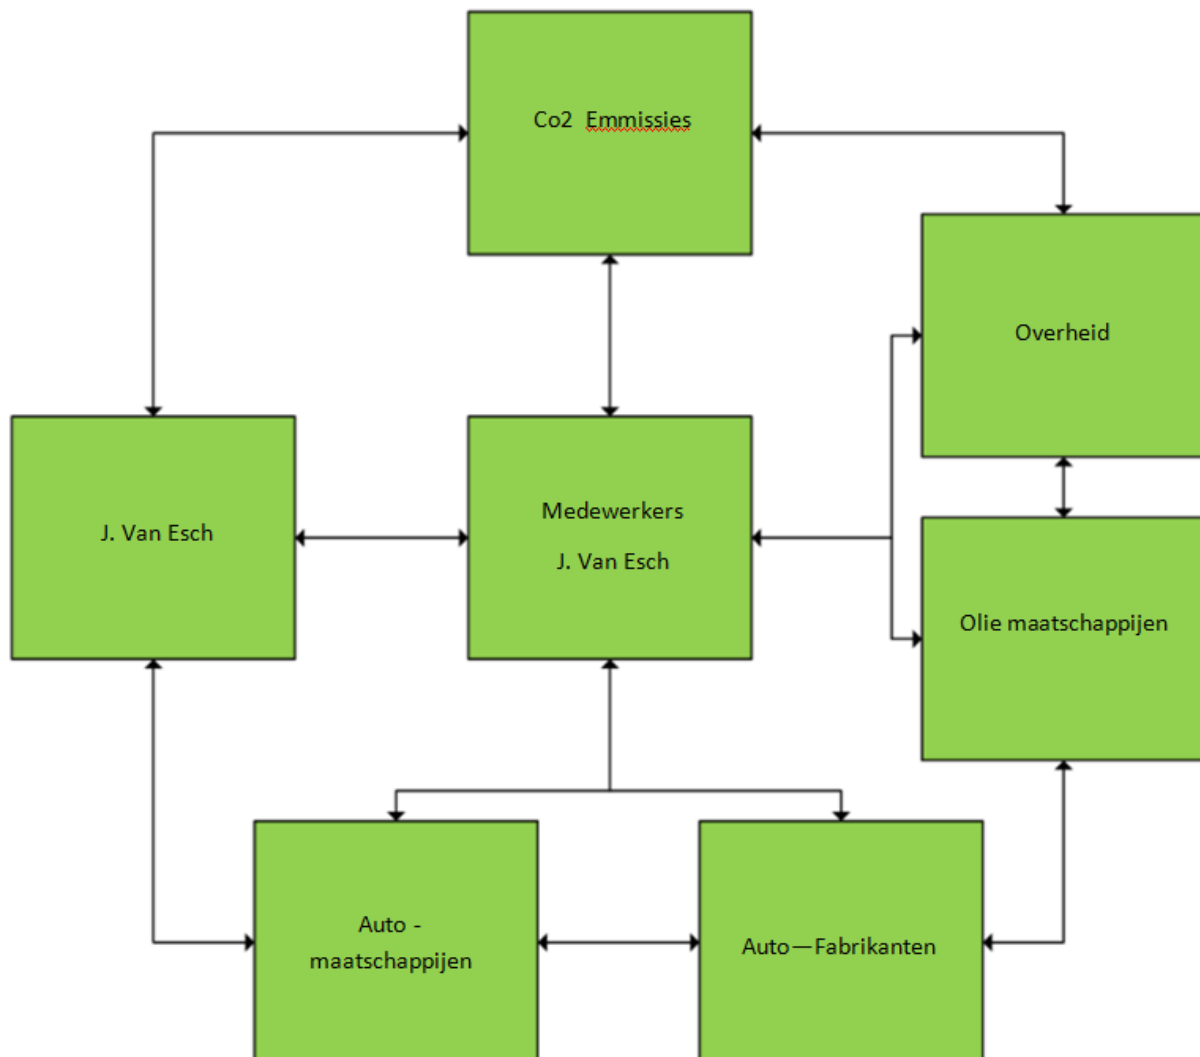 Co2 Emmissies
Overheid
J. Van Esch
Medewerkers
J. Van Esch
Olie maatschappijen
Auto -
maatschappijen
Auto—Fabrikanten